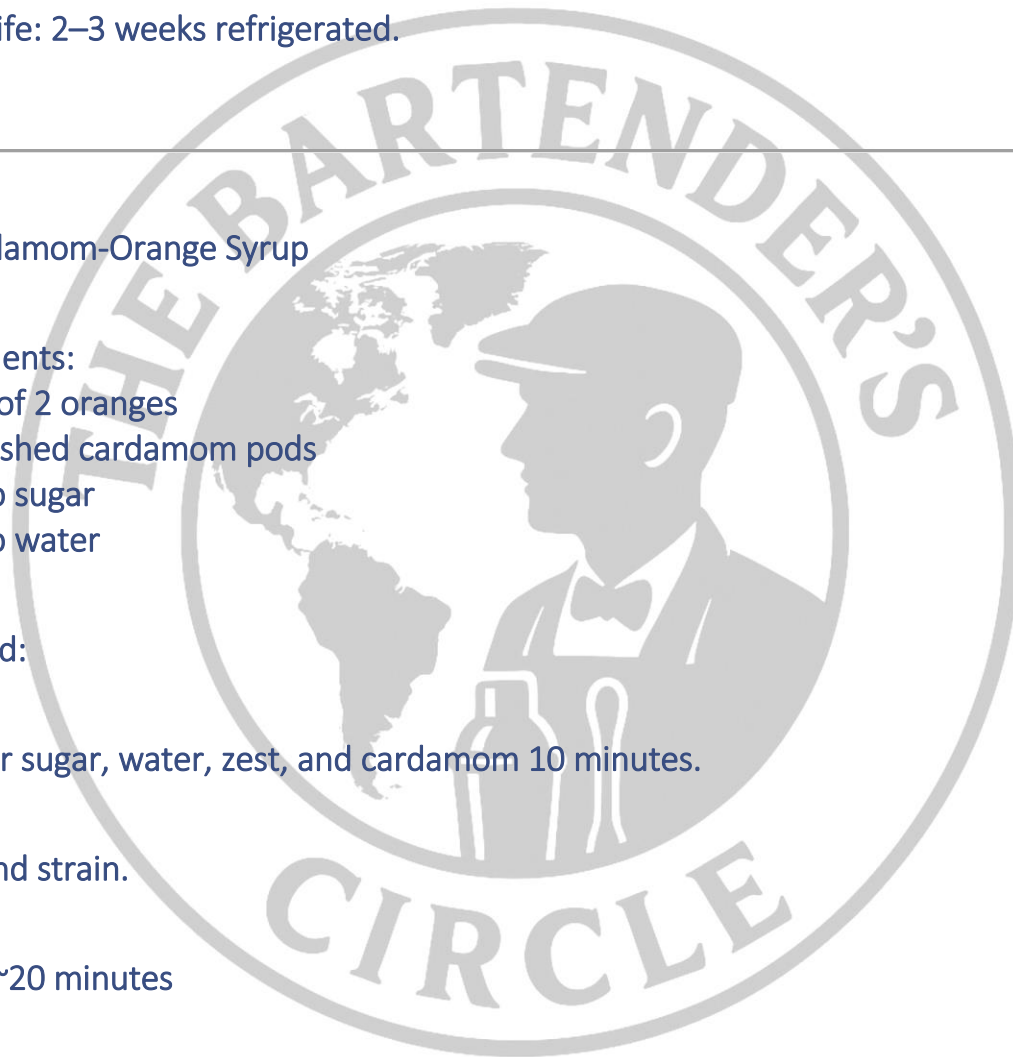 ife: 2–3 weeks refrigerated.
THE BARTENDER'S
damom-Orange Syrup
ents:
of 2 oranges
shed cardamom pods
p sugar
p water
d:
r sugar, water, zest, and cardamom 10 minutes.
nd strain.
~20 minutes
CIRCLE